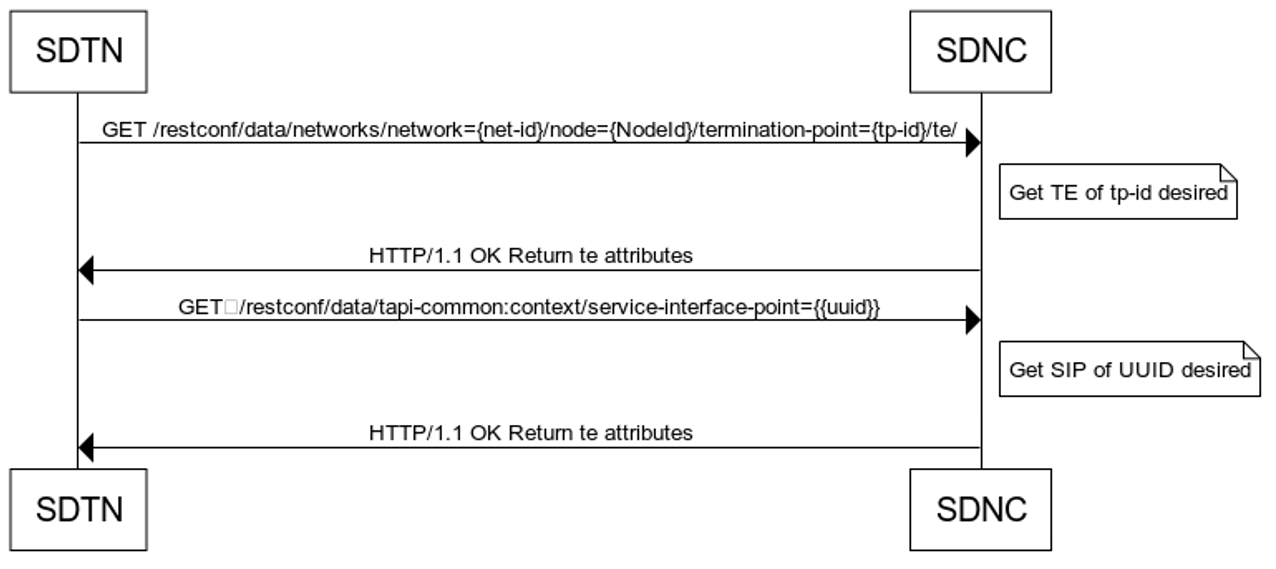 SDTN
SDNC
GET /restconf/data/networks/network={net-id}/node={NodeId}/termination-point={tp-id}/te/
Get TE of tp-id desired
HTTP/1.1 OK Return te attributes
GET□/restconf/data/tapi-common:context/service-interface-point={{uuid}}
Get SIP of UUID desired
HTTP/1.1 OK Return te attributes
SDTN
SDNC